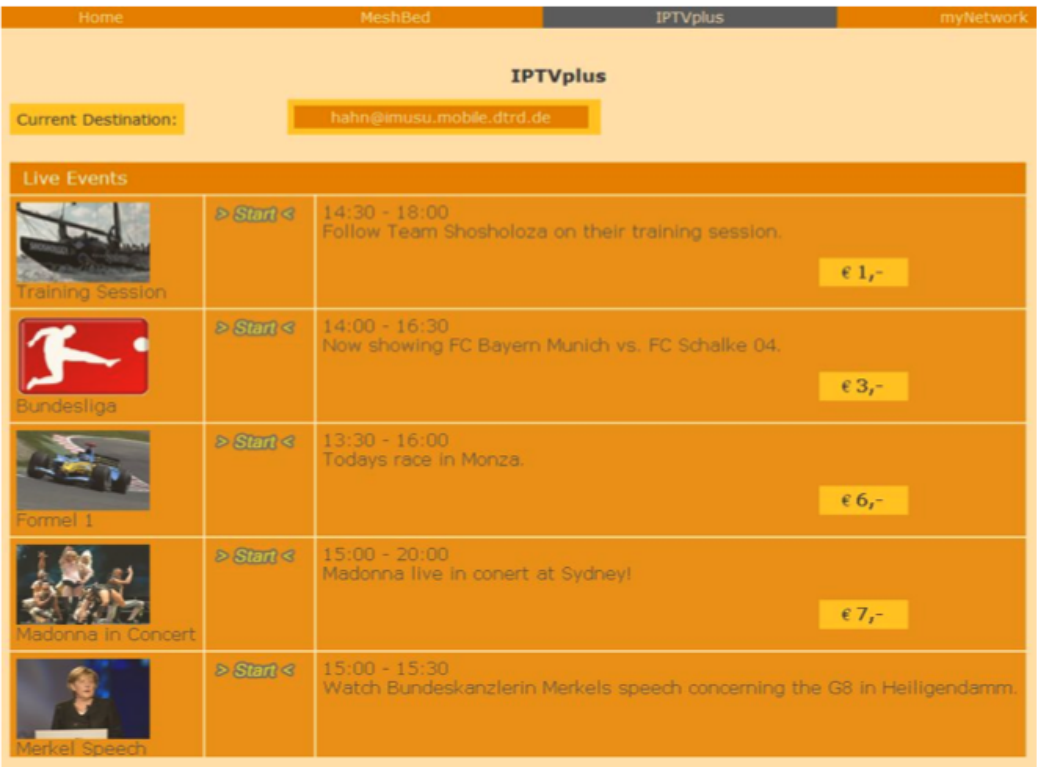 Home MeshBed IPTVplus myNetwork
IPTVplus
Current Destination: hahn@imusu.mobile.dtrd.de
Live Events
> Start < 14:30 - 18:00
Follow Team Shosholoza on their training session.
€ 1,-
Training Session
> Start < 14:00 - 16:30
Now showing FC Bayern Munich vs. FC Schalke 04.
€ 3,-
Bundesliga
> Start < 13:30 - 16:00
Todays race in Monza.
€ 6,-
Formel 1
> Start < 15:00 - 20:00
Madonna live in conert at Sydney!
€ 7,-
Madonna In Concert
> Start < 15:00 - 15:30
Watch Bundeskanzlerin Merkels speech concerning the G8 in Heiligendamm.
Merkel Speech